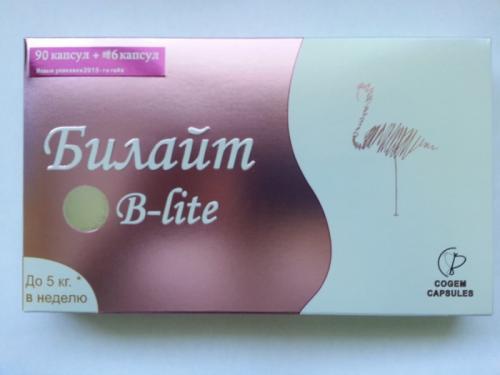 90 капсул + 6 капсул
Новая упаковка 2015-го года
Билайт
B-lite
До 5 кг. *
в неделю
COGEM
CAPSULES